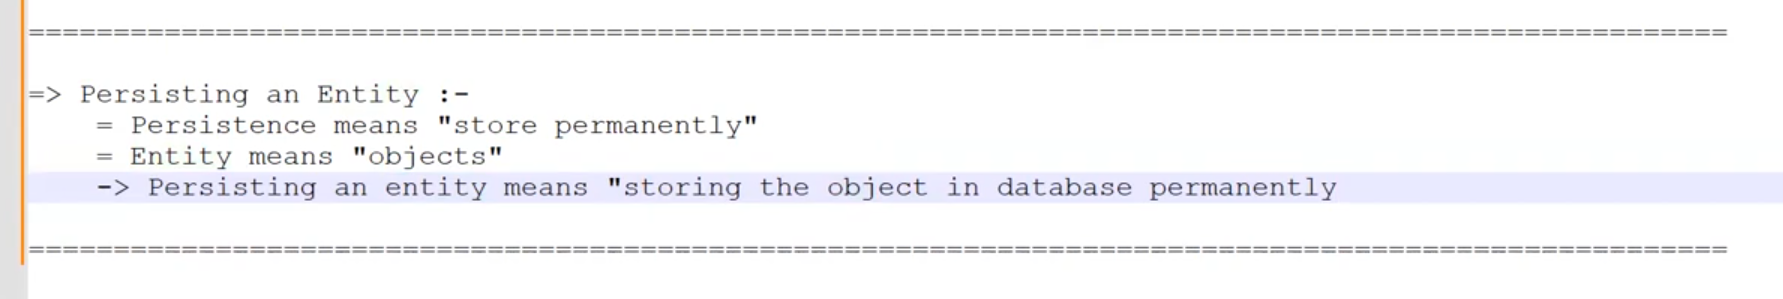 ====================================================================================================
=> Persisting an Entity :-
= Persistence means "store permanently"
= Entity means "objects"
-> Persisting an entity means "storing the object in database permanently
====================================================================================================